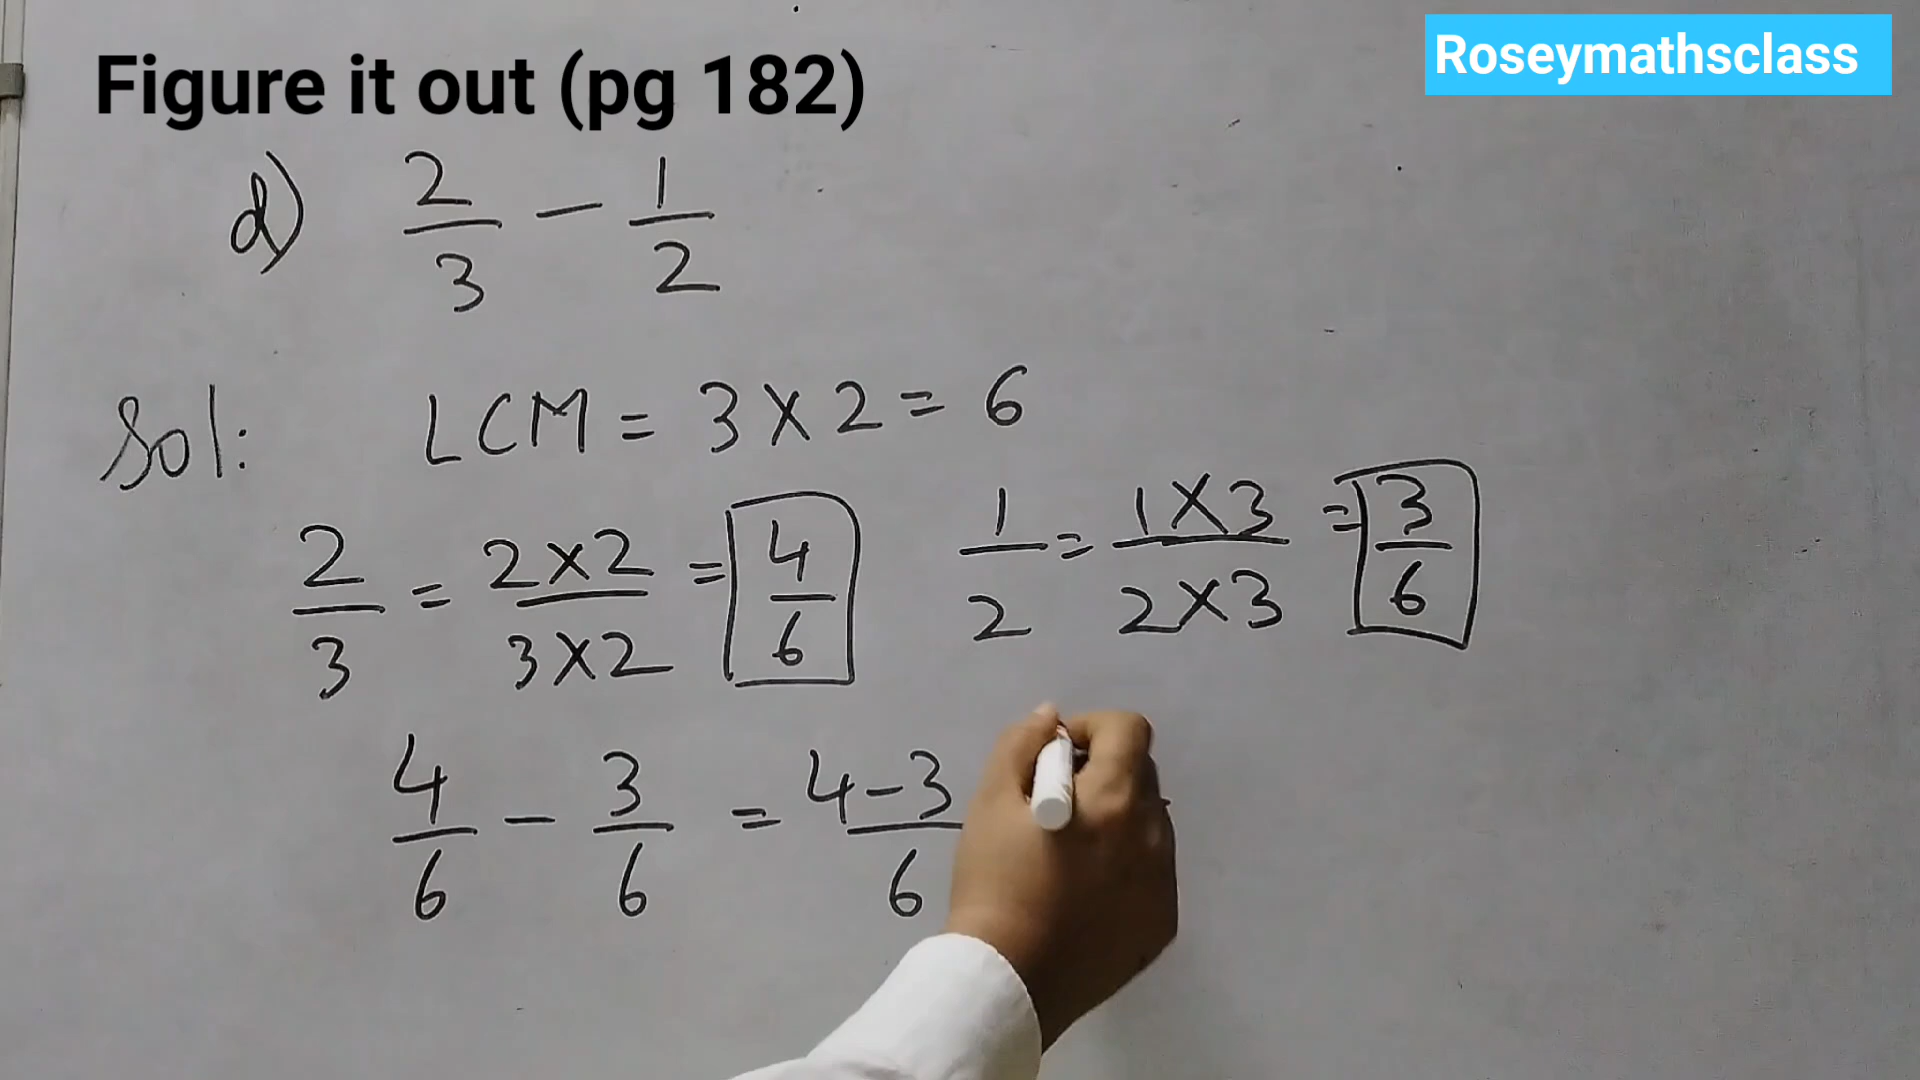 Figure it out (pg 182)
Roseymathsclass
d) 2/3 - 1/2
Sol: LCM = 3 × 2 = 6
2/3 = 2×2/3×2 = 4/6 1/2 = 1×3/2×3 = 3/6
4/6 - 3/6 = 4-3/6